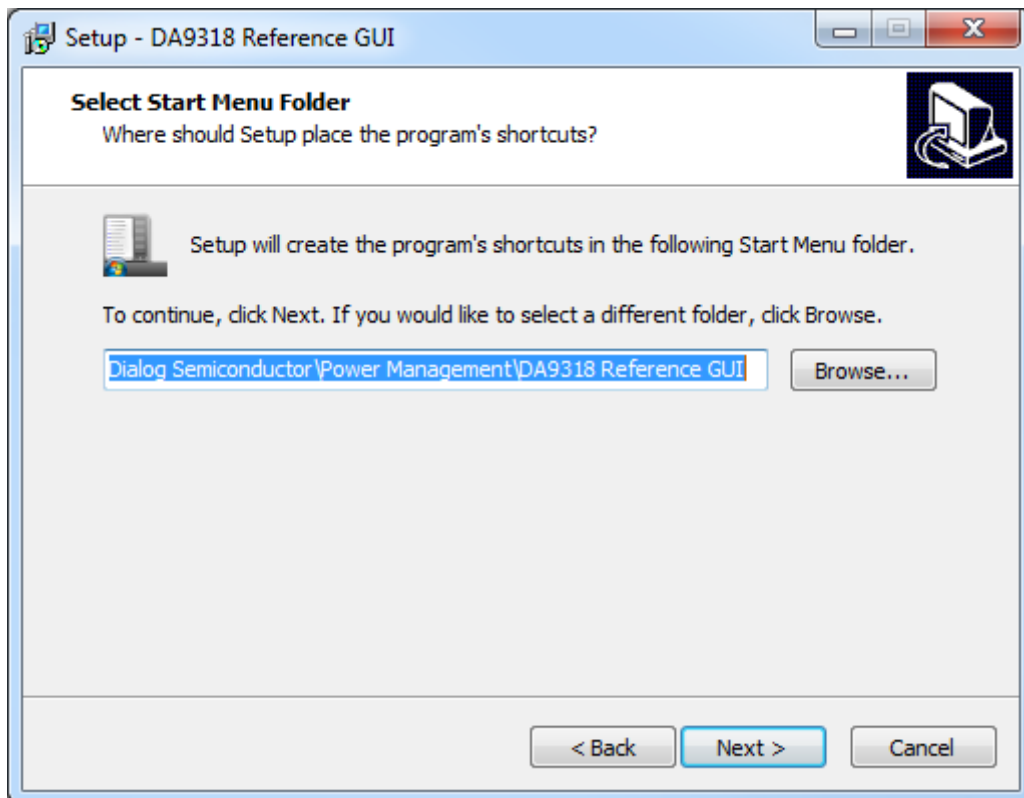 Setup - DA9318 Reference GUI
Select Start Menu Folder
Where should Setup place the program's shortcuts?
Setup will create the program's shortcuts in the following Start Menu folder.
To continue, click Next. If you would like to select a different folder, click Browse.
Dialog Semiconductor\Power Management\DA9318 Reference GUI
Browse...
< Back
Next >
Cancel